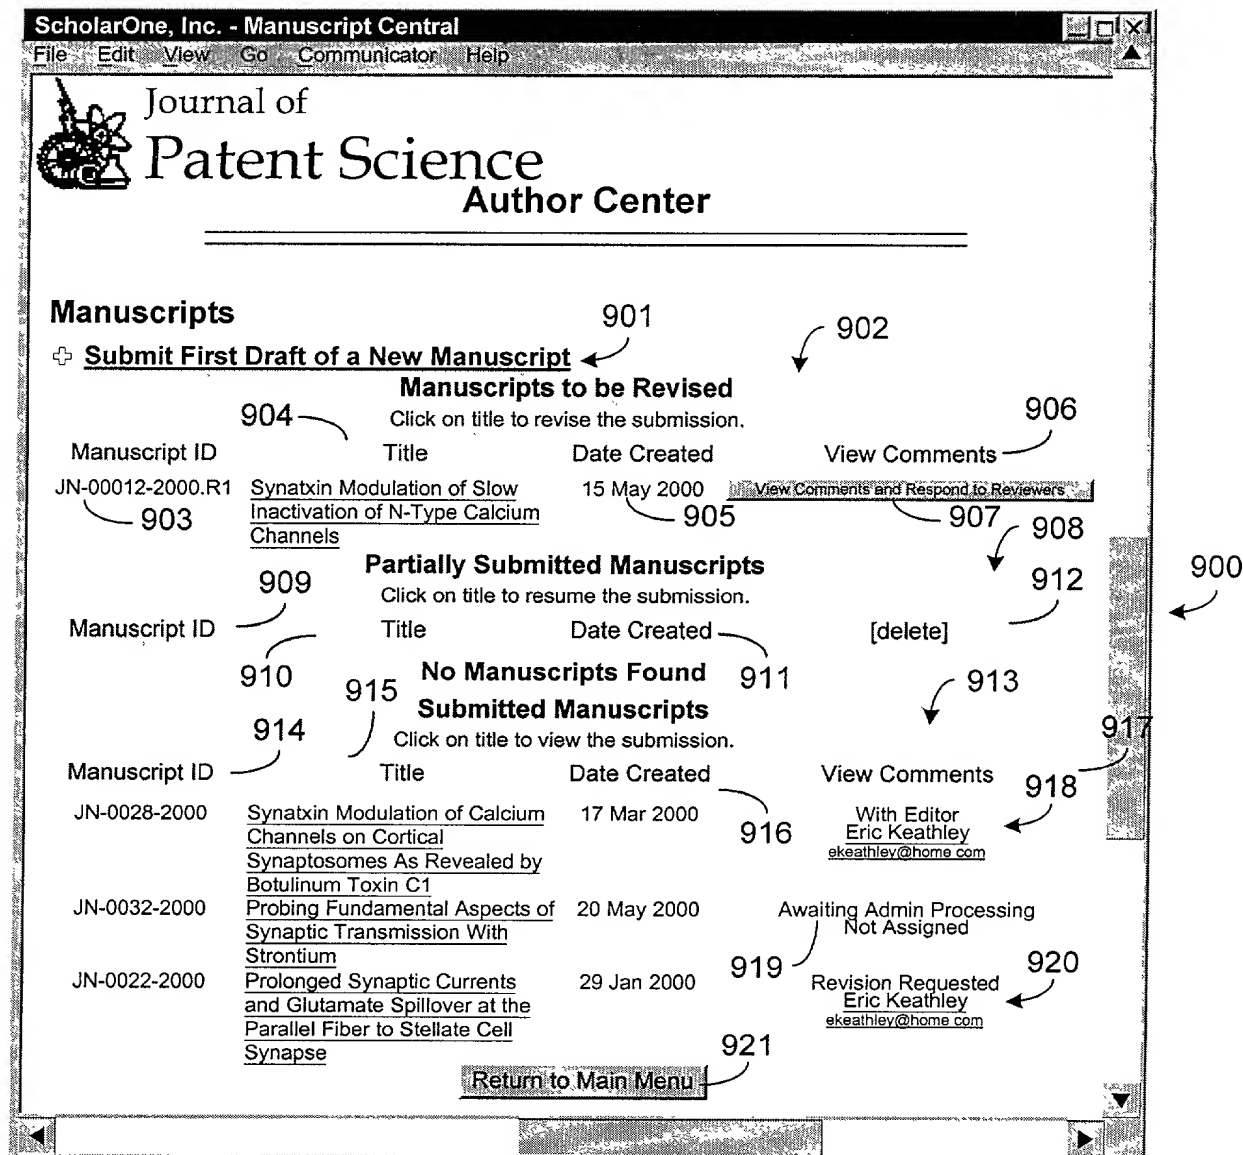 ScholarOne, Inc. - Manuscript Central
File Edit View Go Communicator Help
Journal of
Patent Science
Author Center
Manuscripts
901
902
Submit First Draft of a New Manuscript
Manuscripts to be Revised
904
Click on title to revise the submission.
906
Manuscript ID Title Date Created View Comments
JN-00012-2000.R1 Synatxin Modulation of Slow 15 May 2000 View Comments and Respond to Reviewers
903 Inactivation of N-Type Calcium 905 907
Channels
908
Partially Submitted Manuscripts
909 Click on title to resume the submission. 912
900
Manuscript ID Title Date Created [delete]
910 No Manuscripts Found 911 913
915
Submitted Manuscripts
914 Click on title to view the submission. 917
Manuscript ID Title Date Created View Comments
918
JN-0028-2000 Synatxin Modulation of Calcium 17 Mar 2000 With Editor
Channels on Cortical 916 Eric Keathley
Synaptosomes As Revealed by ekeathley@home com
Botulinum Toxin C1
JN-0032-2000 Probing Fundamental Aspects of 20 May 2000 Awaiting Admin Processing
Synaptic Transmission With Not Assigned
Strontium
919 920
JN-0022-2000 Prolonged Synaptic Currents 29 Jan 2000 Revision Requested
and Glutamate Spillover at the Eric Keathley
Parallel Fiber to Stellate Cell ekeathley@home com
Synapse
921
Return to Main Menu